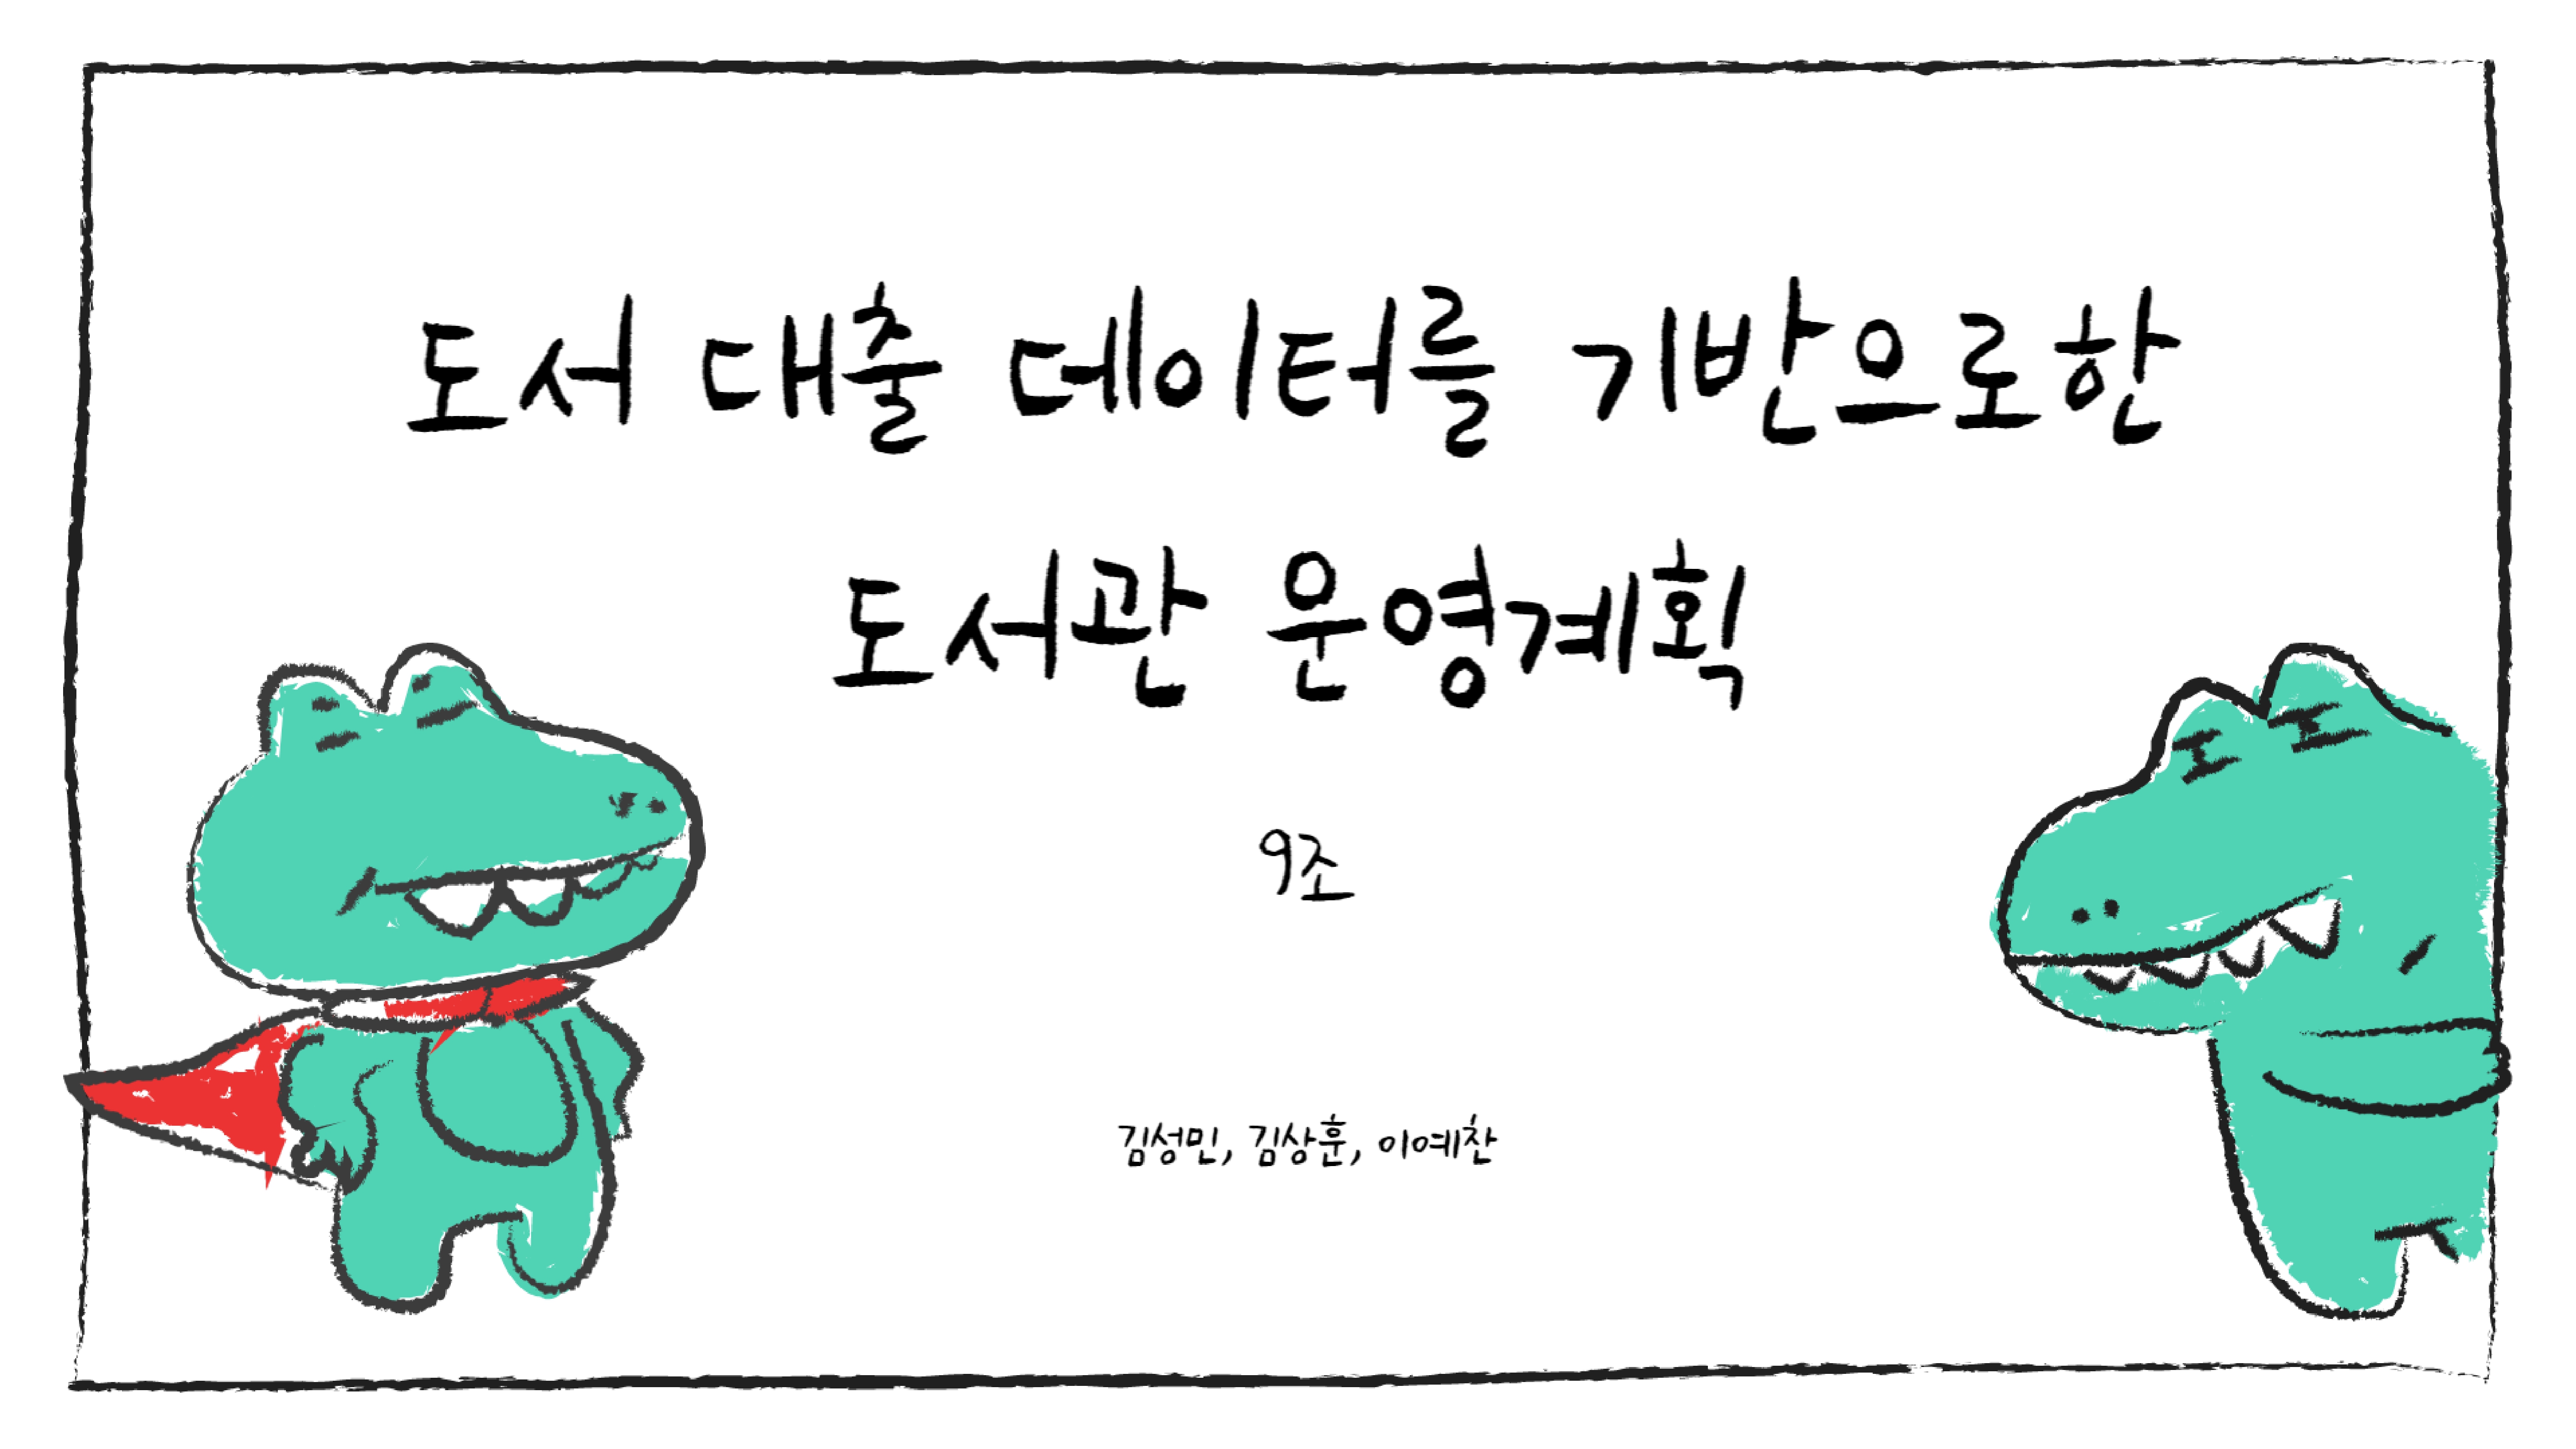 도서 대출 데이터를 기반으로한
도서관 운영계획
9조
김성민, 김상훈, 이예찬